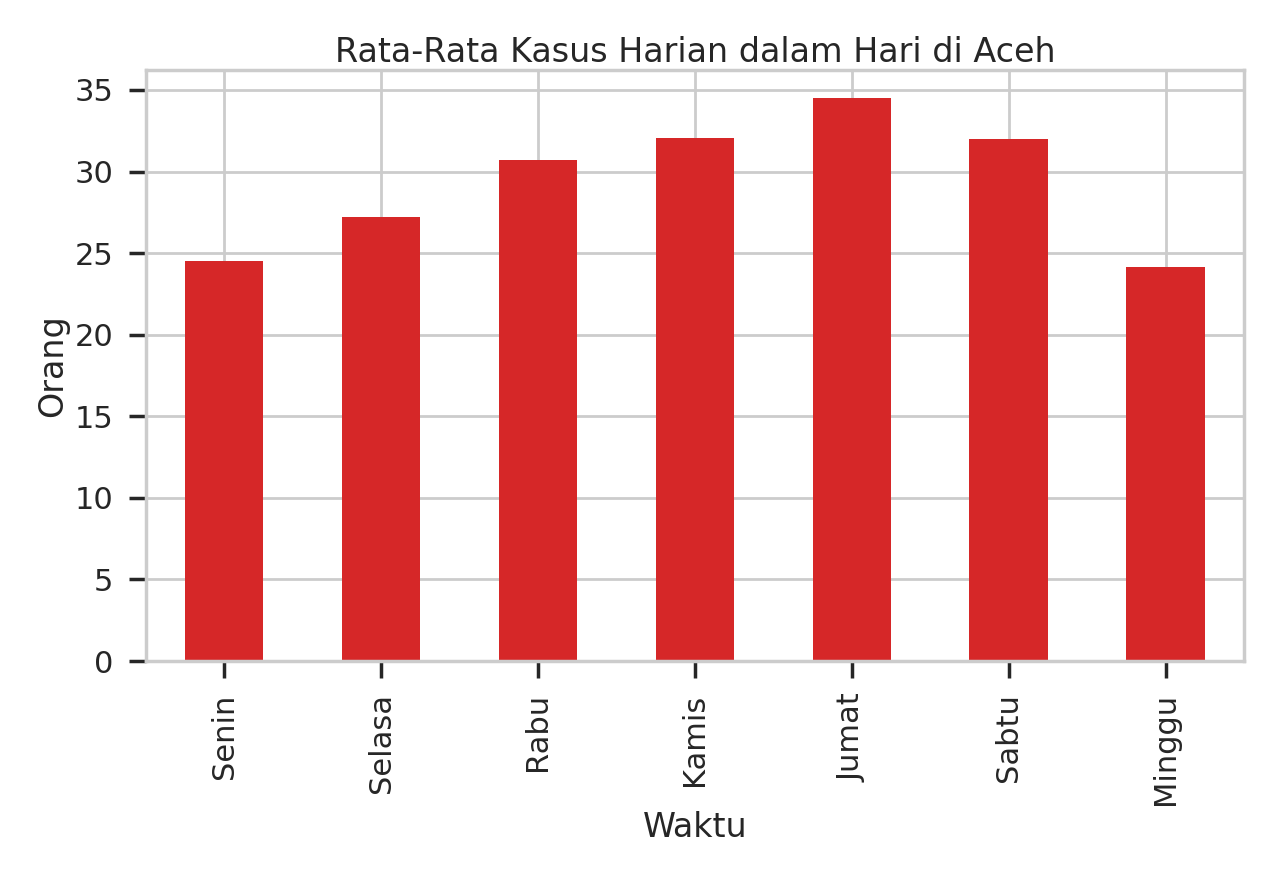 Rata-Rata Kasus Harian dalam Hari di Aceh
35
30
25
20
15
10
5
0
Orang
Senin
Selasa
Rabu
Kamis
Jumat
Sabtu
Minggu
Waktu